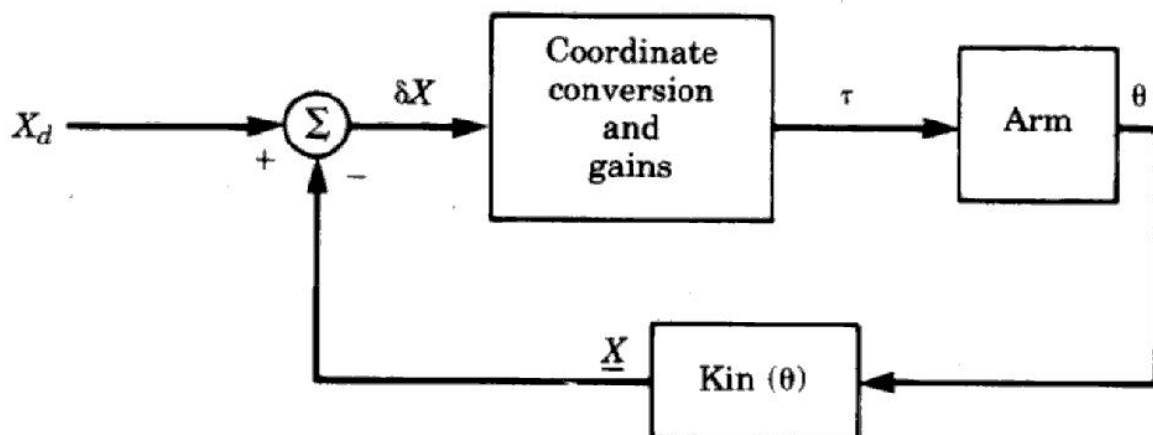 X_d
+
Σ
−
δX
Coordinate
conversion
and
gains
τ
Arm
θ
Kin (θ)
X